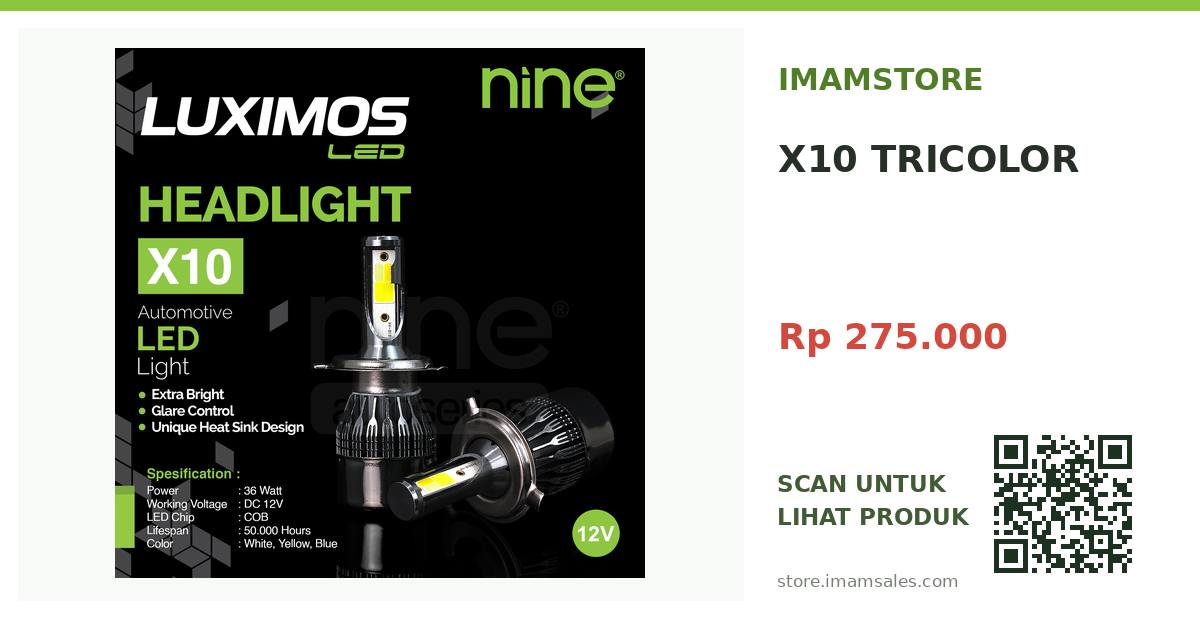 nine®
LUXIMOS
LED
HEADLIGHT
X10
Automotive
LED
Light
Extra Bright
Glare Control
Unique Heat Sink Design
nine®
Spesification :
Power : 36 Watt
Working Voltage : DC 12V
LED Chip : COB
Lifespan : 50.000 Hours
Color : White, Yellow, Blue
12V
IMAMSTORE
X10 TRICOLOR
Rp 275.000
SCAN UNTUK
LIHAT PRODUK
store.imamsales.com